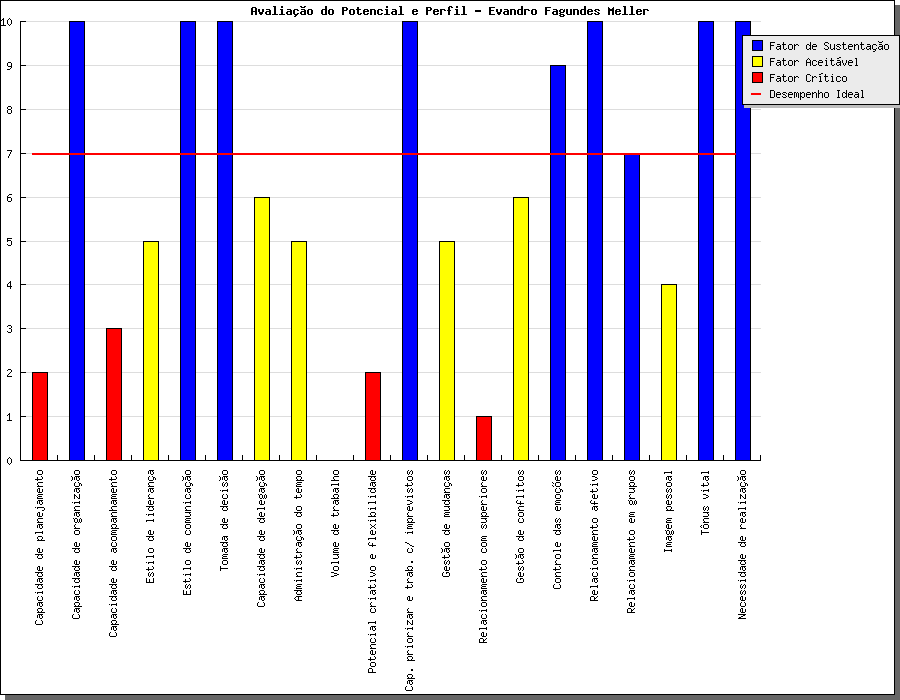 Avaliação do Potencial e Perfil - Evandro Fagundes Meller
Fator de Sustentação
Fator Aceitável
Fator Crítico
Desempenho Ideal
10
9
8
7
6
5
4
3
2
1
0
Capacidade de planejamento
Capacidade de organização
Capacidade de acompanhamento
Estilo de liderança
Estilo de comunicação
Tomada de decisão
Capacidade de delegação
Administração do tempo
Volume de trabalho
Potencial criativo e flexibilidade
Cap. priorizar e trab. c/ imprevistos
Gestão de mudanças
Relacionamento com superiores
Gestão de conflitos
Controle das emoções
Relacionamento afetivo
Relacionamento em grupos
Imagem pessoal
Tônus vital
Necessidade de realização